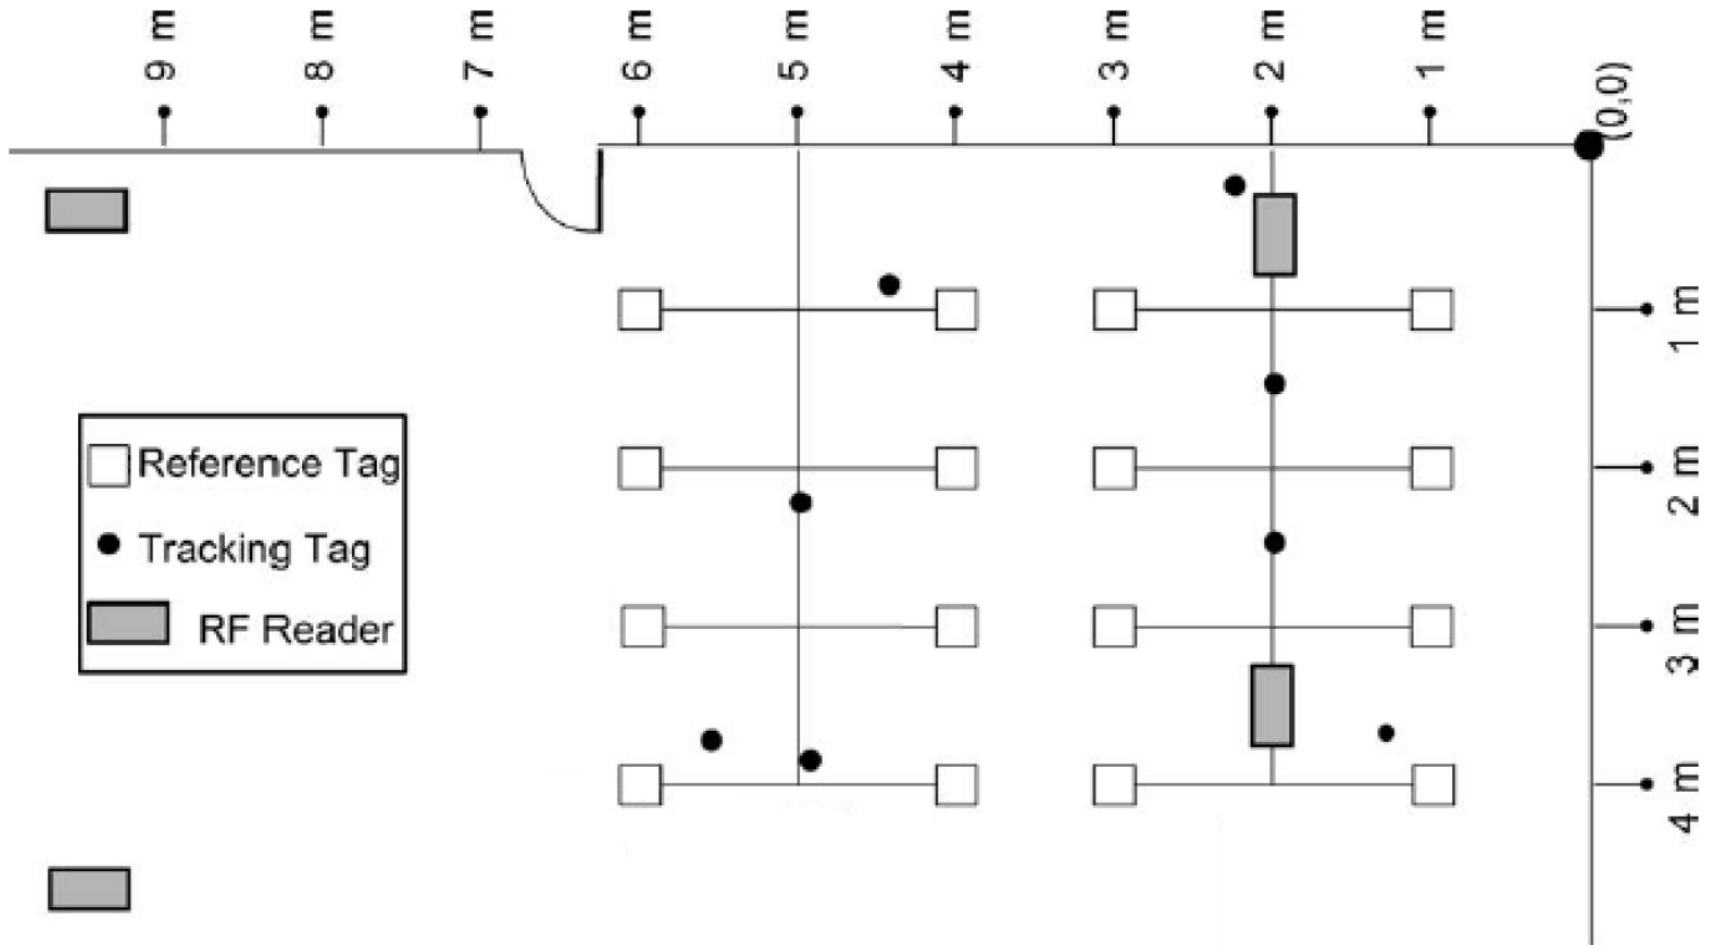 9 m
8 m
7 m
6 m
5 m
4 m
3 m
2 m
1 m
(0,0)
1 m
2 m
3 m
4 m
Reference Tag
Tracking Tag
RF Reader